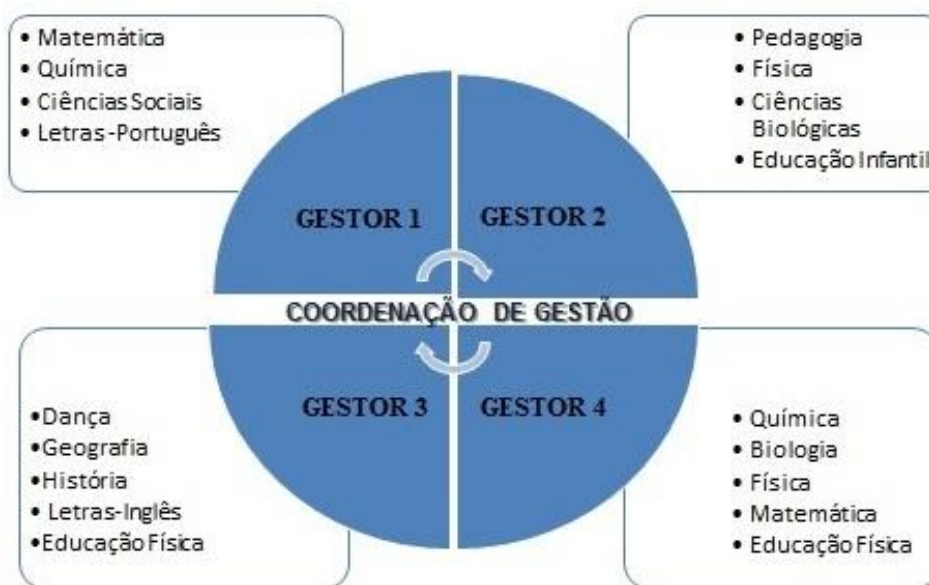 • Matemática
• Química
• Ciências Sociais
• Letras -Português
• Pedagogia
• Física
• Ciências
Biológicas
• Educação Infantil
GESTOR 1
GESTOR 2
COORDENAÇÃO DE GESTÃO
GESTOR 3
GESTOR 4
•Dança
•Geografia
•História
• Letras-Inglês
•Educação Física
• Química
• Biologia
• Física
• Matemática
• Educação Física